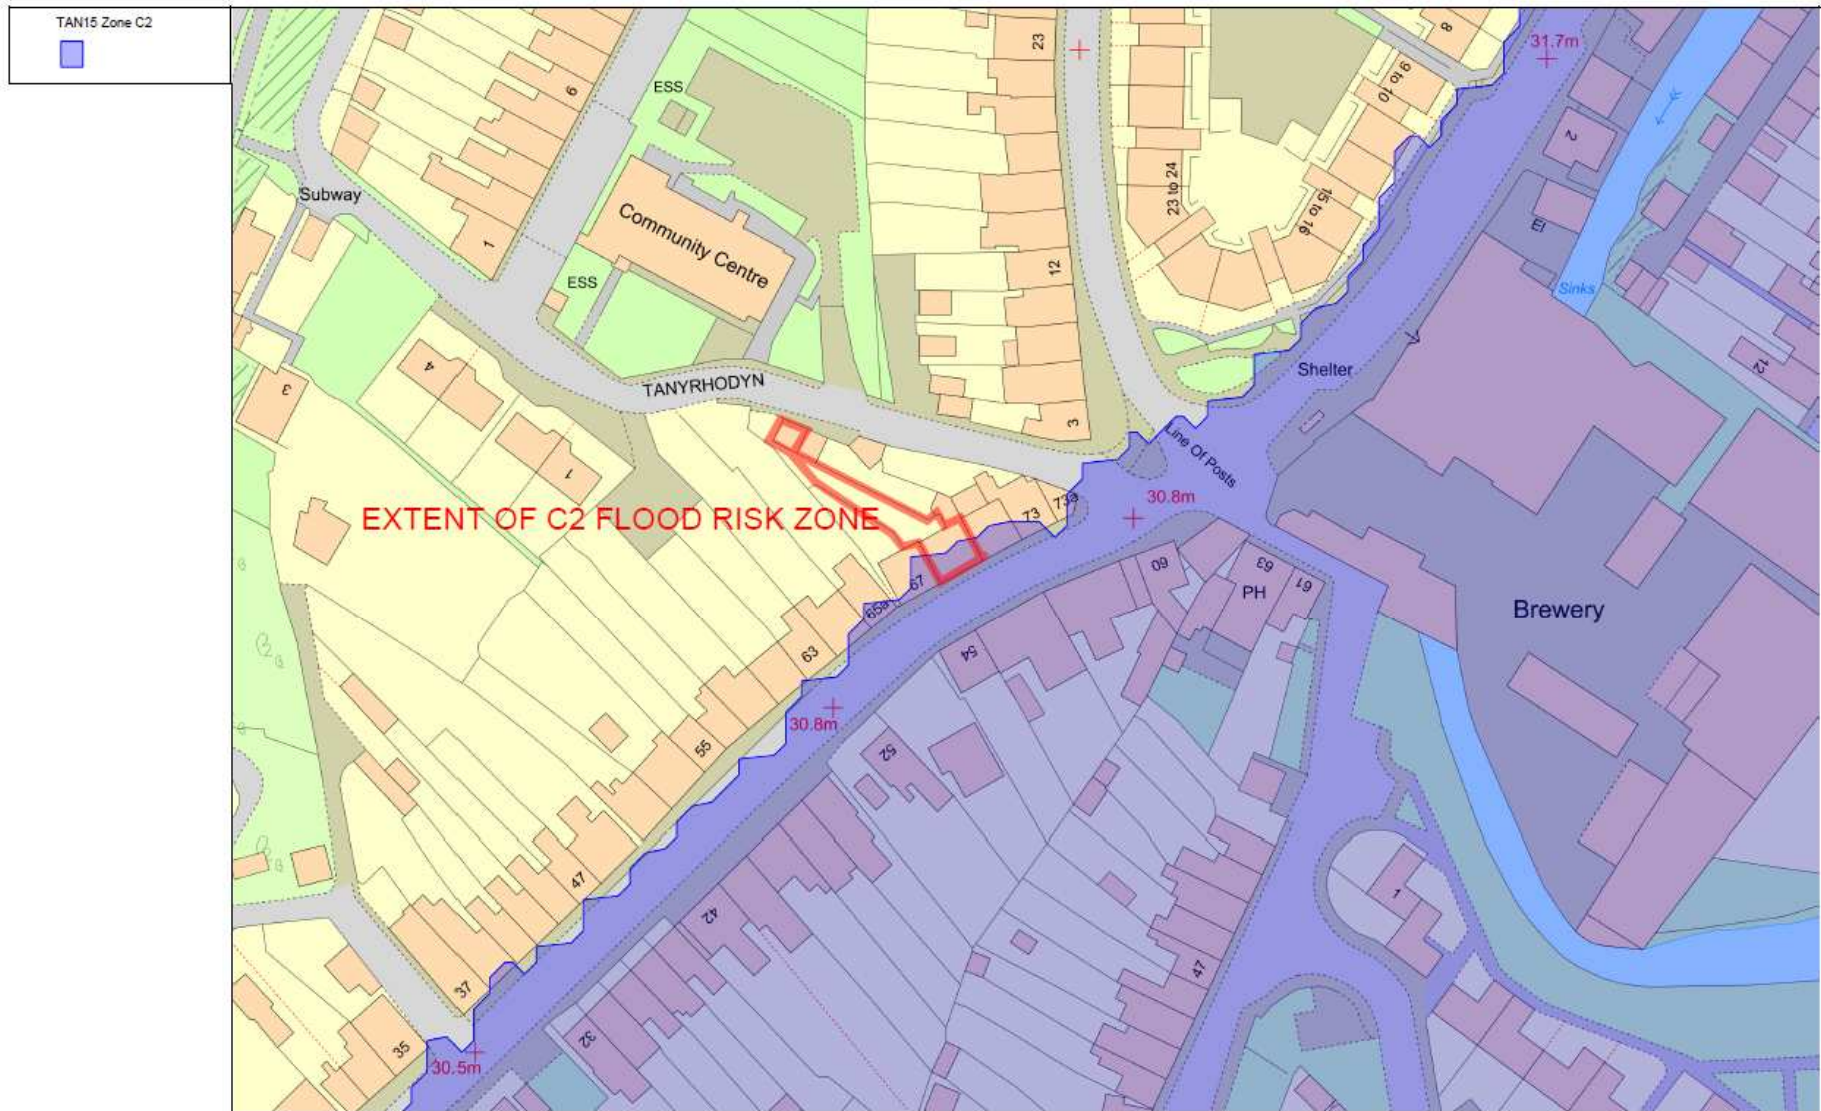 TAN15 Zone C2
23
8
31.7m
9
ESS
9 to 10
2
Subway
23 to 24
15 to 16
Community Centre
1
El
12
ESS
Sinks
TANYRHODYN
Shelter
12
4
3
3
Line Of Posts
1
30.8m
73a
73
EXTENT OF C2 FLOOD RISK ZONE
60
63
61
67
PH
65a
Brewery
63
54
30.8m
55
52
47
1
42
37
47
32
35
30.5m